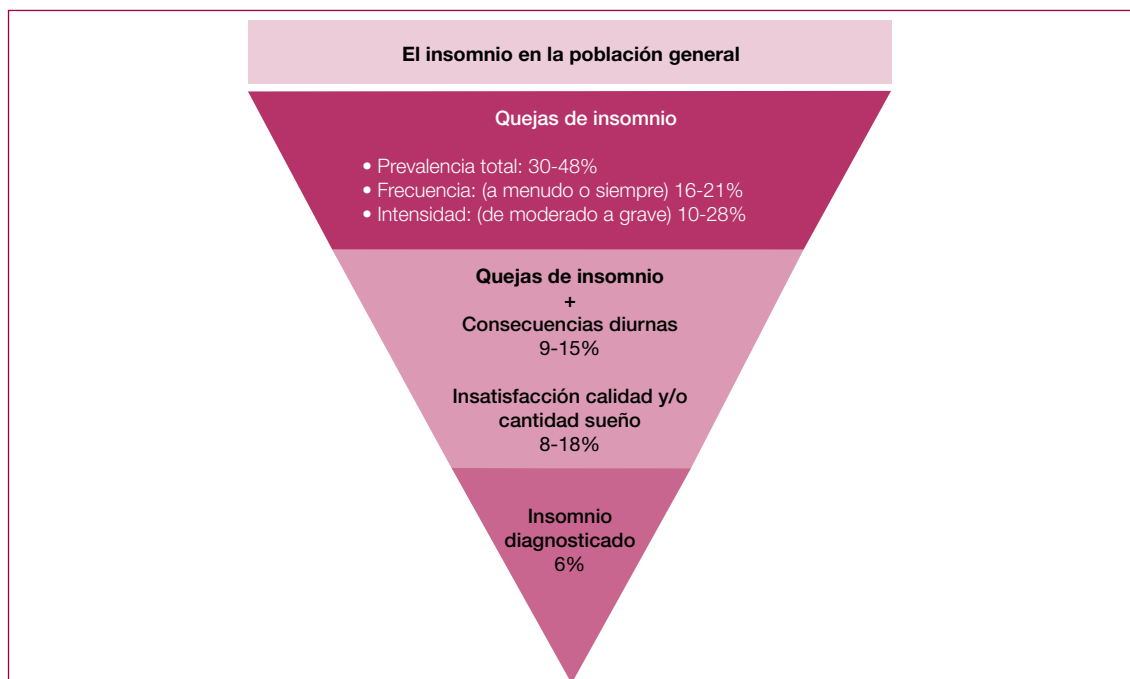 El insomnio en la población general
Quejas de insomnio
• Prevalencia total: 30-48%
• Frecuencia: (a menudo o siempre) 16-21%
• Intensidad: (de moderado a grave) 10-28%
Quejas de insomnio
+
Consecuencias diurnas
9-15%
Insatisfacción calidad y/o
cantidad sueño
8-18%
Insomnio
diagnosticado
6%